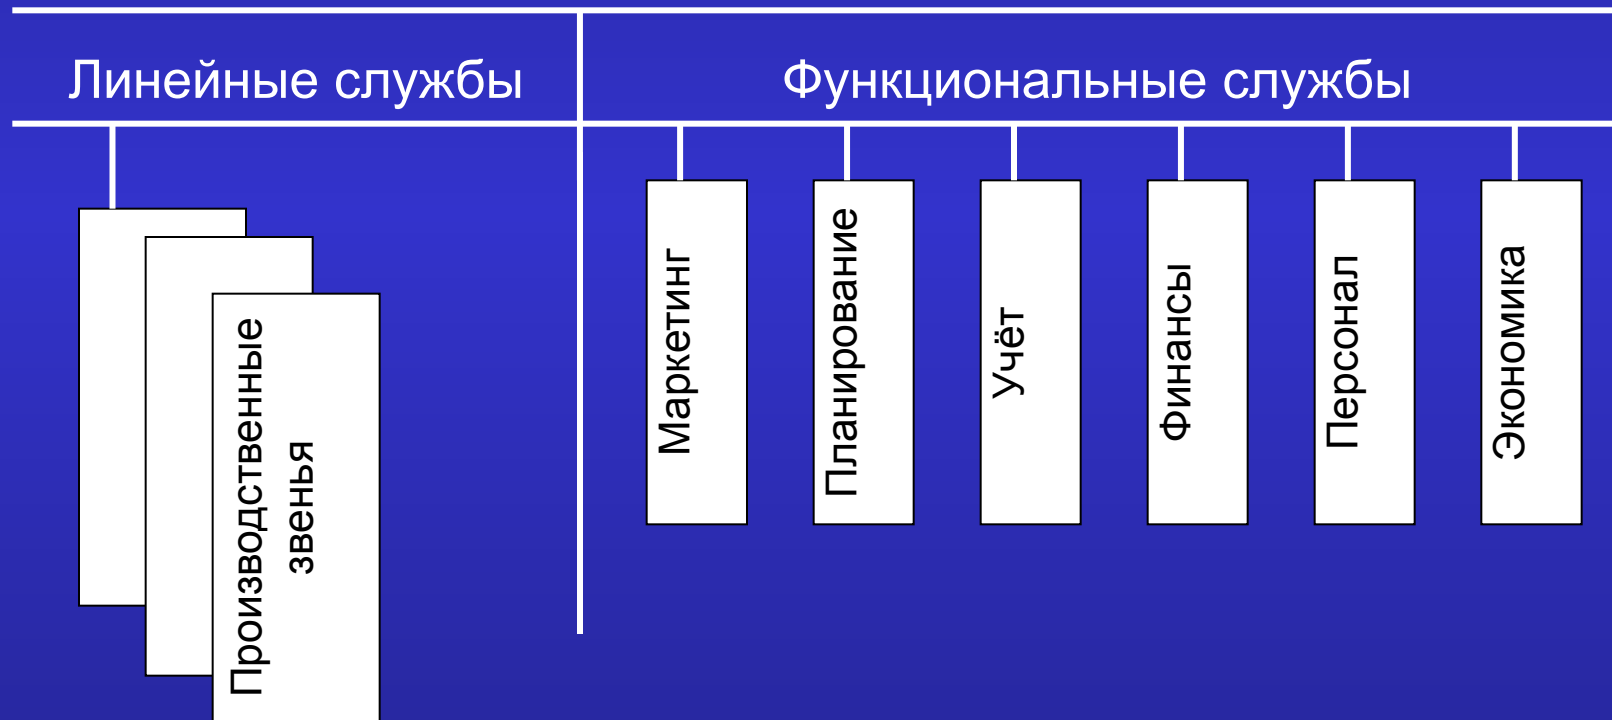 Линейные службы
Функциональные службы
Производственные
звенья
Маркетинг
Планирование
Учёт
Финансы
Персонал
Экономика